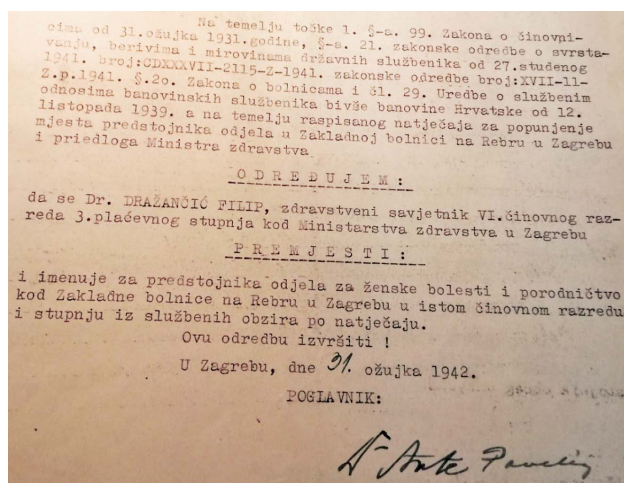 Na temelju točke 1. §-a. 99. Zakona o činovni-
cima od 31.ožujka 1931.godine, §-a. 21. zakonske odredbe o svrsta-
vanju, berivima i mirovinama državnih službenika od 27.studenog
1941. broj:CDXXXVII-2115-Z-1941. zakonske odredbe broj:XVII-11-
Z.p.1941. §.2o. Zakona o bolnicama i čl. 29. Uredbe o službenim
odnosima banovinskih službenika bivše banovine Hrvatske od 12.
listopada 1939. a na temelju raspisanog natječaja za popunjenje
mjesta predstojnika odjela u Zakladnoj bolnici na Rebru u Zagrebu
i priedloga Ministra zdravstva
O D R E Đ U J E M :
da se Dr. DRAŽANČIĆ FILIP, zdravstveni savjetnik VI.činovnog raz-
reda 3.plaćevnog stupnja kod Ministarstva zdravstva u Zagrebu
P R E M J E S T I :
i imenuje za predstojnika odjela za ženske bolesti i porodničtvo
kod Zakladne bolnice na Rebru u Zagrebu u istom činovnom razredu
i stupnju iz službenih obzira po natječaju.
Ovu odredbu izvršiti !
U Zagrebu, dne 31. ožujka 1942.
POGLAVNIK:
Dr Ante Pavelić